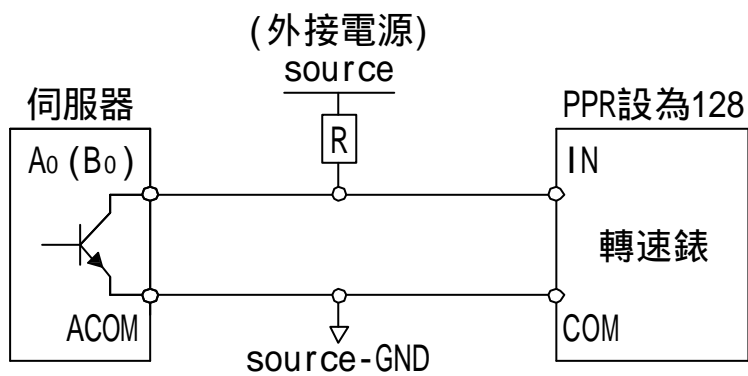 (外接電源)
source
伺服器
PPR設為128
A0 (B0)
R
IN
轉速錶
ACOM
COM
source-GND